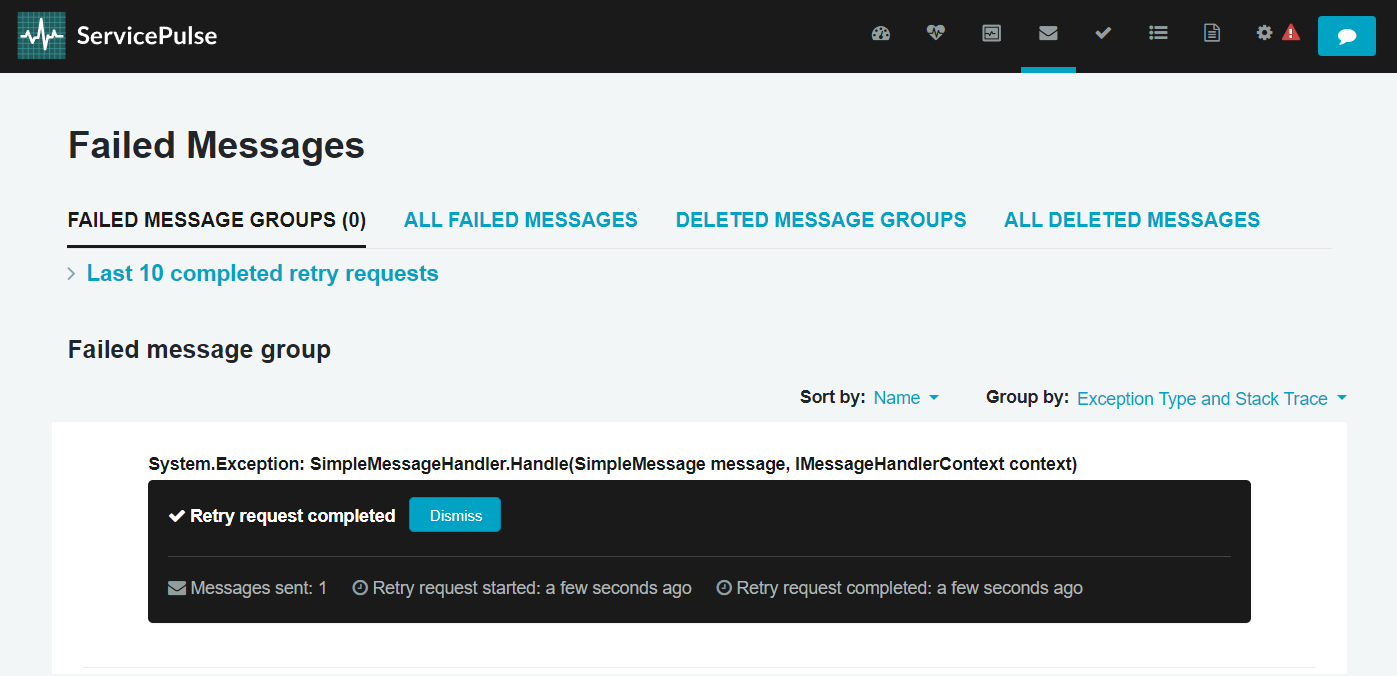 ServicePulse
Failed Messages
FAILED MESSAGE GROUPS (0) ALL FAILED MESSAGES DELETED MESSAGE GROUPS ALL DELETED MESSAGES
Last 10 completed retry requests
Failed message group
Sort by: Name Group by: Exception Type and Stack Trace
System.Exception: SimpleMessageHandler.Handle(SimpleMessage message, IMessageHandlerContext context)
Retry request completed Dismiss
Messages sent: 1 Retry request started: a few seconds ago Retry request completed: a few seconds ago